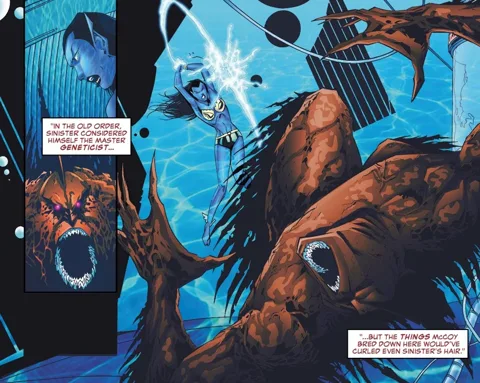 "IN THE OLD ORDER,
SINISTER CONSIDERED
HIMSELF THE MASTER
GENETICIST...
"...BUT THE THINGS McCOY
BRED DOWN HERE WOULD'VE
CURLED EVEN SINISTER'S HAIR."